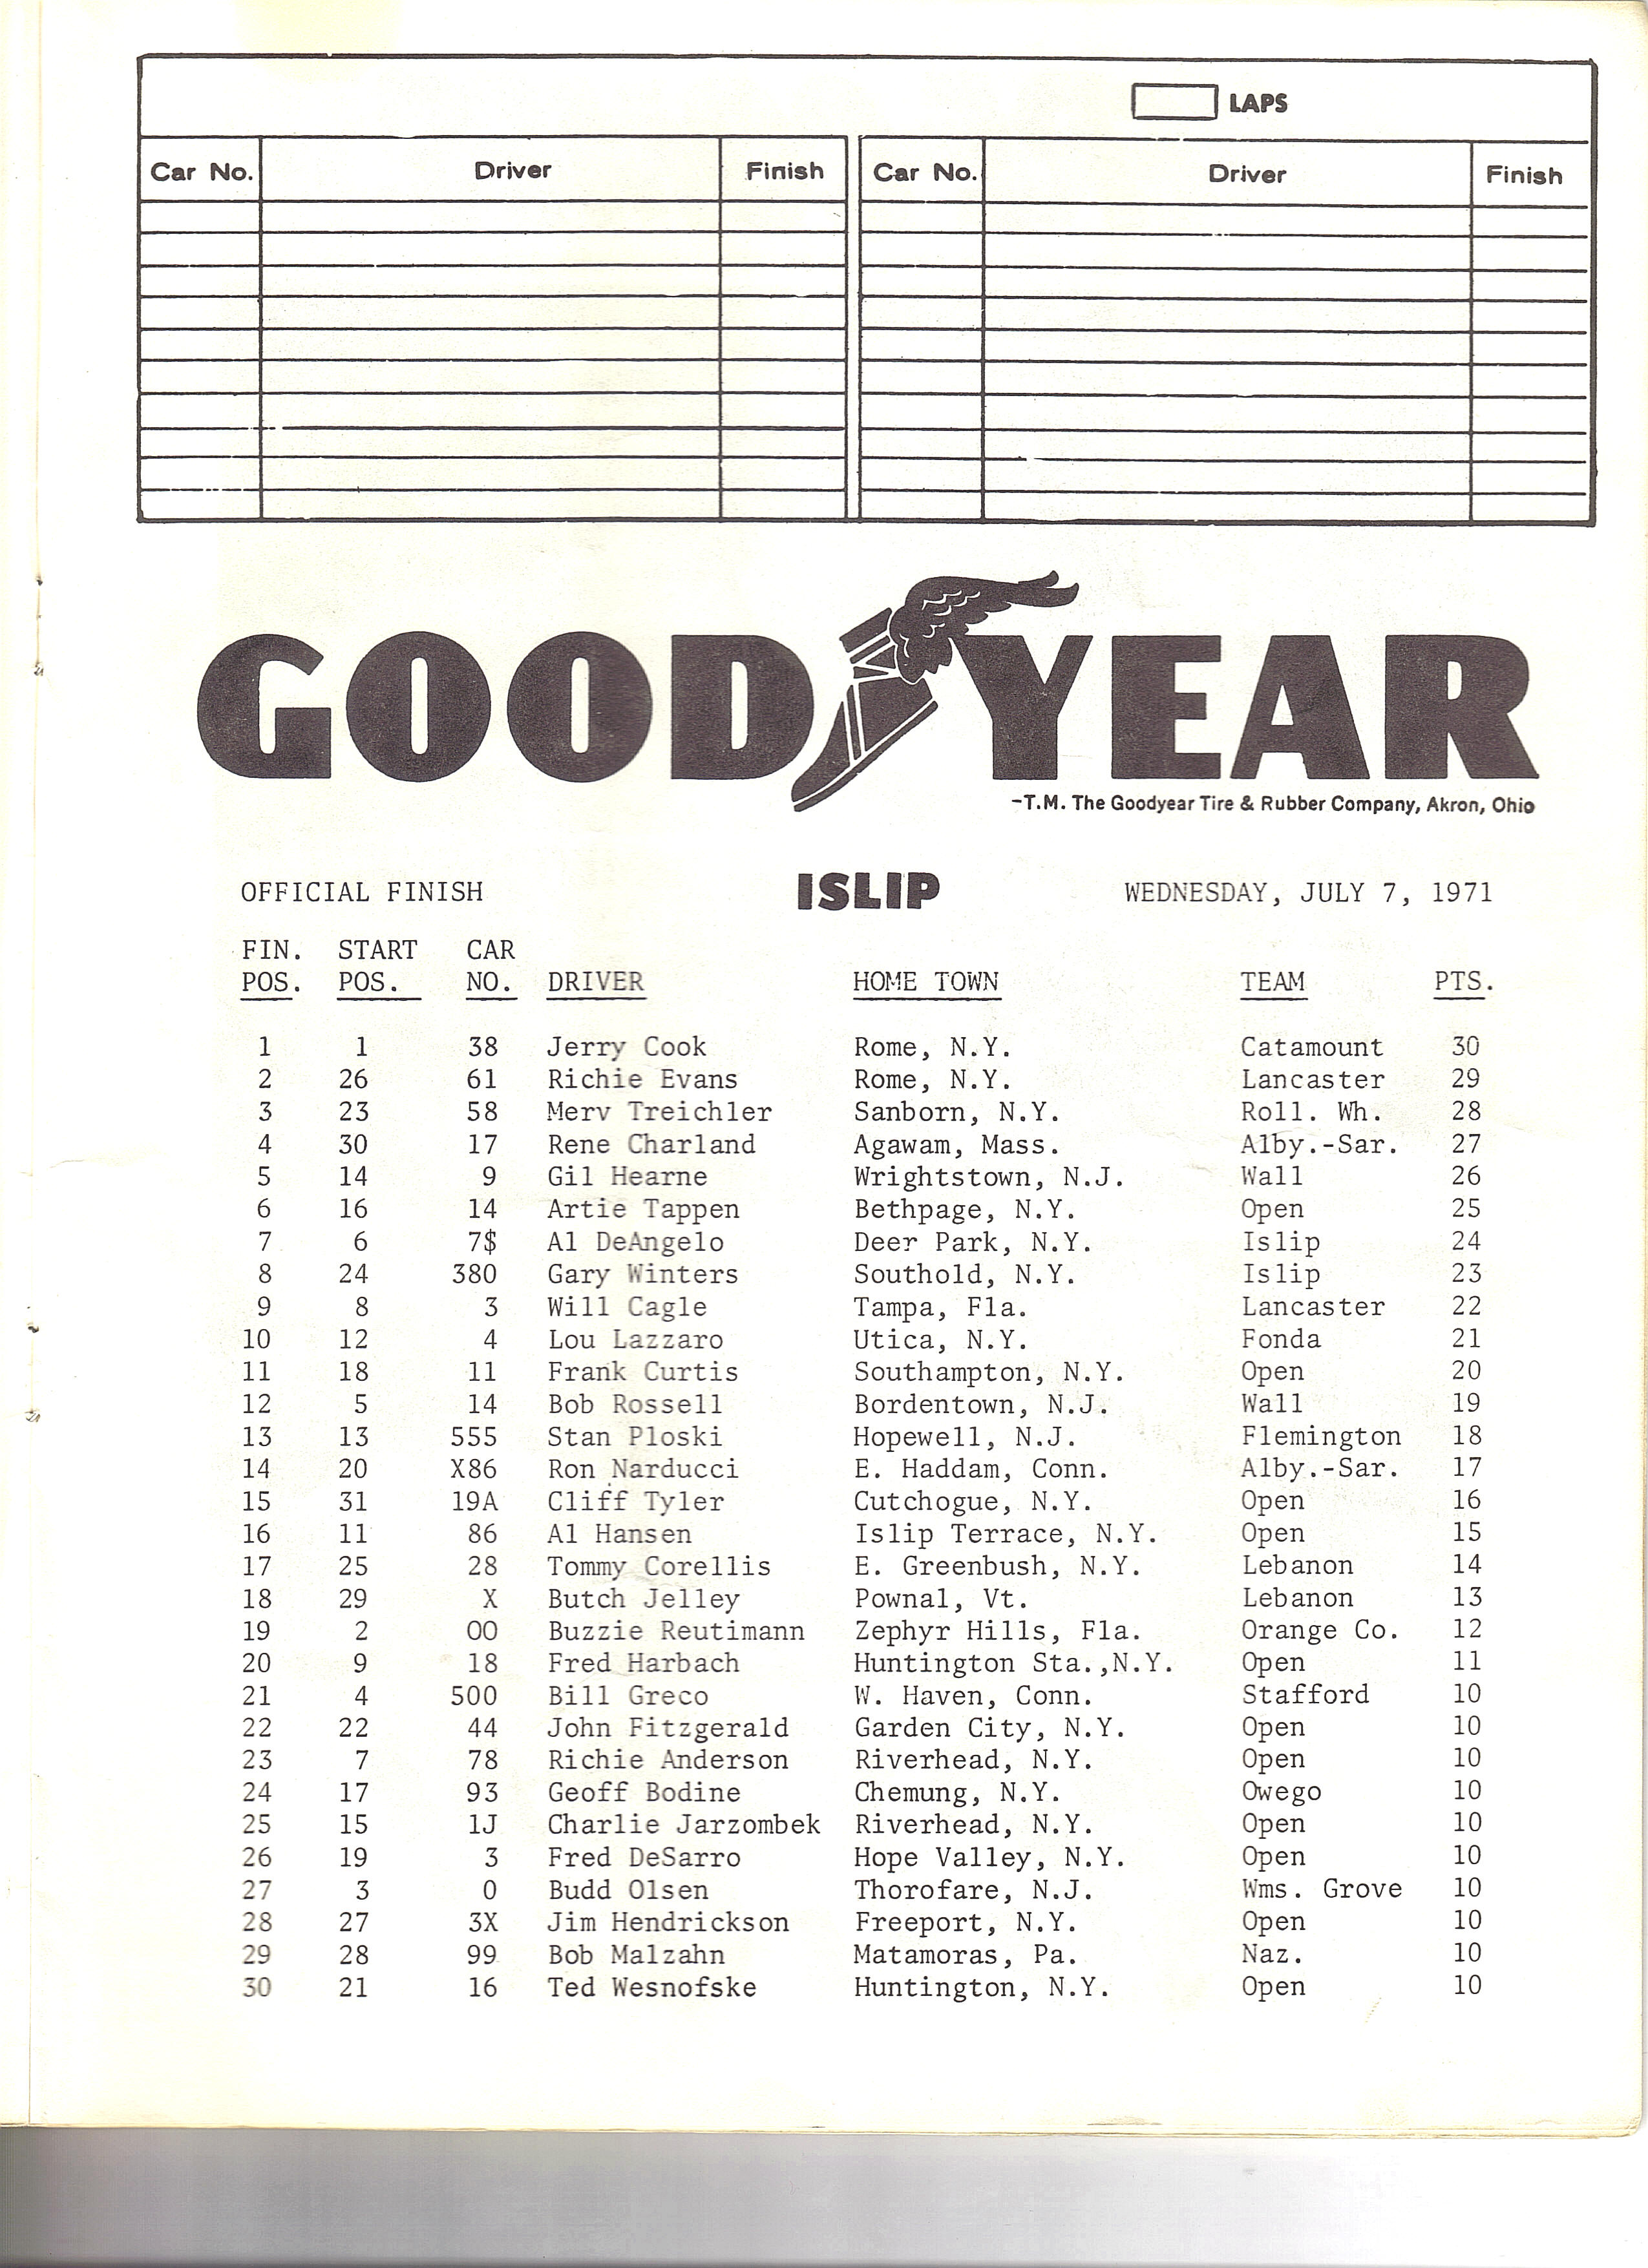 LAPS
Car No. Driver Finish Car No. Driver Finish
GOOD YEAR
-T.M. The Goodyear Tire & Rubber Company, Akron, Ohio
OFFICIAL FINISH ISLIP WEDNESDAY, JULY 7, 1971
FIN. START CAR
POS. POS. NO. DRIVER HOME TOWN TEAM PTS.
1 1 38 Jerry Cook Rome, N.Y. Catamount 30
2 26 61 Richie Evans Rome, N.Y. Lancaster 29
3 23 58 Merv Treichler Sanborn, N.Y. Roll. Wh. 28
4 30 17 Rene Charland Agawam, Mass. Alby.-Sar. 27
5 14 9 Gil Hearne Wrightstown, N.J. Wall 26
6 16 14 Artie Tappen Bethpage, N.Y. Open 25
7 6 7$ Al DeAngelo Deer Park, N.Y. Islip 24
8 24 380 Gary Winters Southold, N.Y. Islip 23
9 8 3 Will Cagle Tampa, Fla. Lancaster 22
10 12 4 Lou Lazzaro Utica, N.Y. Fonda 21
11 18 11 Frank Curtis Southampton, N.Y. Open 20
12 5 14 Bob Rossell Bordentown, N.J. Wall 19
13 13 555 Stan Ploski Hopewell, N.J. Flemington 18
14 20 X86 Ron Narducci E. Haddam, Conn. Alby.-Sar. 17
15 31 19A Cliff Tyler Cutchogue, N.Y. Open 16
16 11 86 Al Hansen Islip Terrace, N.Y. Open 15
17 25 28 Tommy Corellis E. Greenbush, N.Y. Lebanon 14
18 29 X Butch Jelley Pownal, Vt. Lebanon 13
19 2 00 Buzzie Reutimann Zephyr Hills, Fla. Orange Co. 12
20 9 18 Fred Harbach Huntington Sta.,N.Y. Open 11
21 4 500 Bill Greco W. Haven, Conn. Stafford 10
22 22 44 John Fitzgerald Garden City, N.Y. Open 10
23 7 78 Richie Anderson Riverhead, N.Y. Open 10
24 17 93 Geoff Bodine Chemung, N.Y. Owego 10
25 15 1J Charlie Jarzombek Riverhead, N.Y. Open 10
26 19 3 Fred DeSarro Hope Valley, N.Y. Open 10
27 3 0 Budd Olsen Thorofare, N.J. Wms. Grove 10
28 27 3X Jim Hendrickson Freeport, N.Y. Open 10
29 28 99 Bob Malzahn Matamoras, Pa. Naz. 10
30 21 16 Ted Wesnofske Huntington, N.Y. Open 10